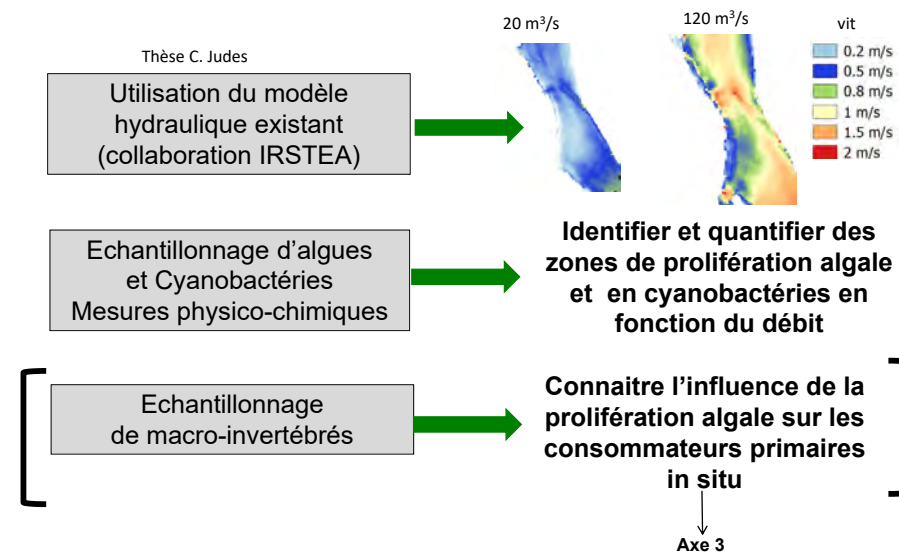 20 m³/s
120 m³/s
vit
0.2 m/s
0.5 m/s
0.8 m/s
1 m/s
1.5 m/s
2 m/s
Thèse C. Judes
Utilisation du modèle
hydraulique existant
(collaboration IRSTEA)
Echantillonnage d'algues
et Cyanobactéries
Mesures physico-chimiques
Identifier et quantifier des
zones de prolifération algale
et en cyanobactéries en
fonction du débit
Echantillonnage
de macro-invertébrés
Connaitre l'influence de la
prolifération algale sur les
consommateurs primaires
in situ
Axe 3